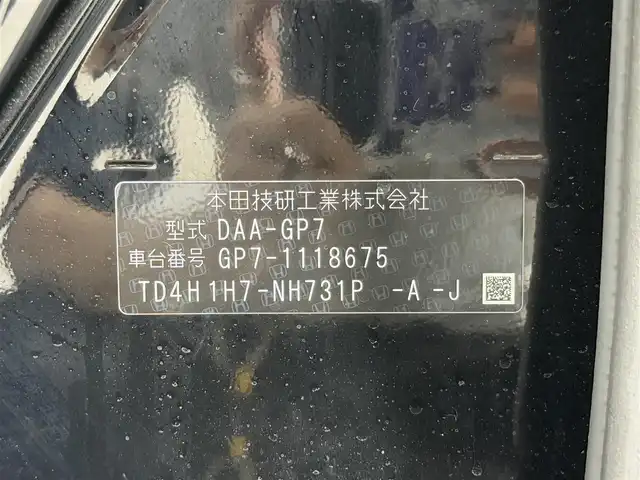 本田技研工業株式会社
型式 DAA-GP7
車台番号 GP7-1118675
TD4H1H7-NH731P -A-J